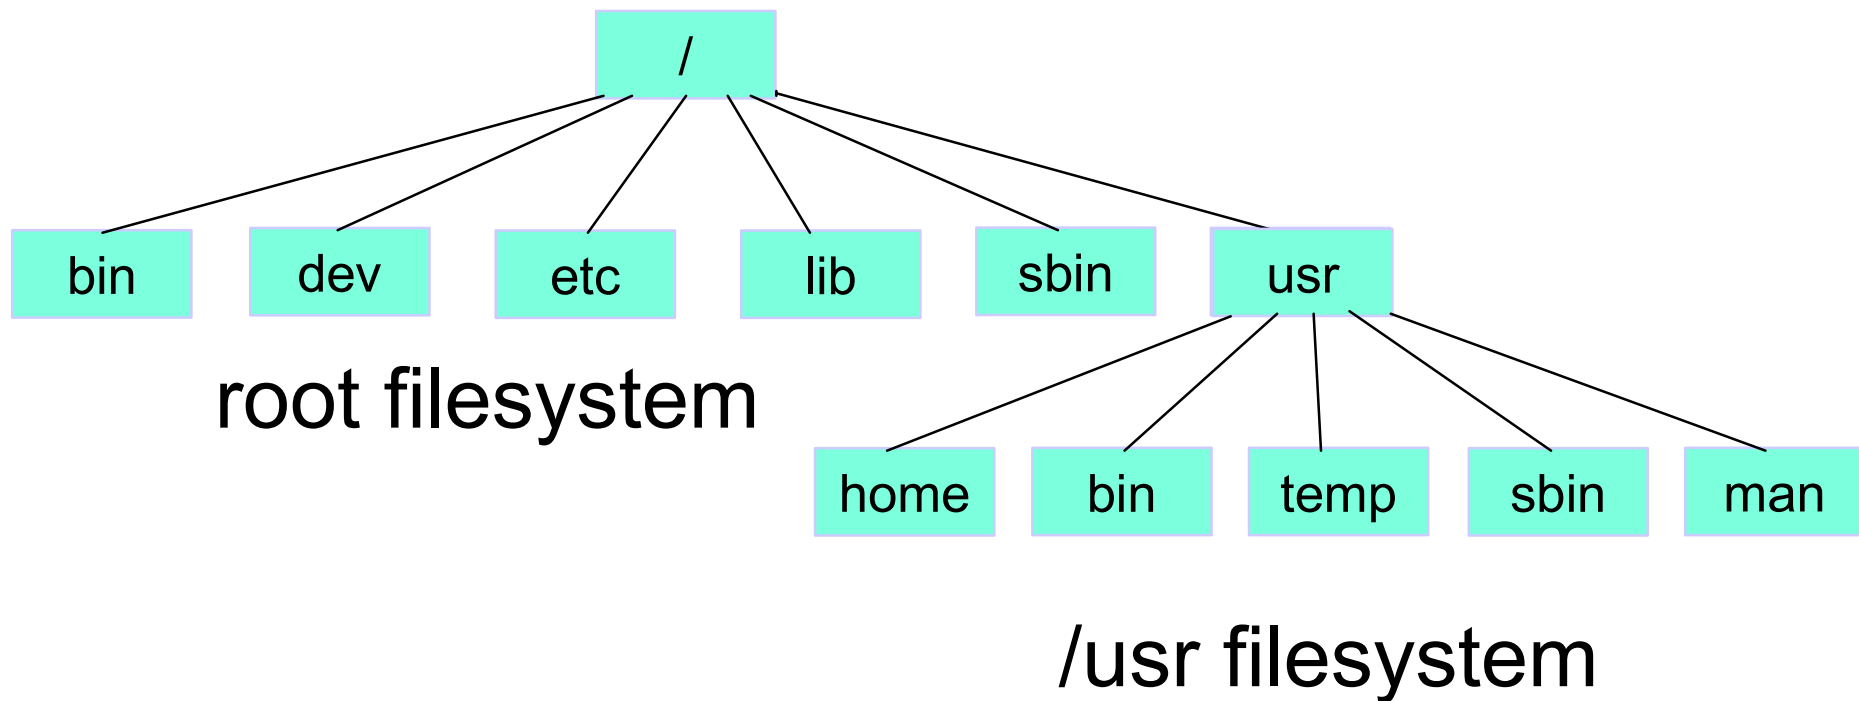 /
bin dev etc lib sbin usr
root filesystem
home bin temp sbin man
/usr filesystem